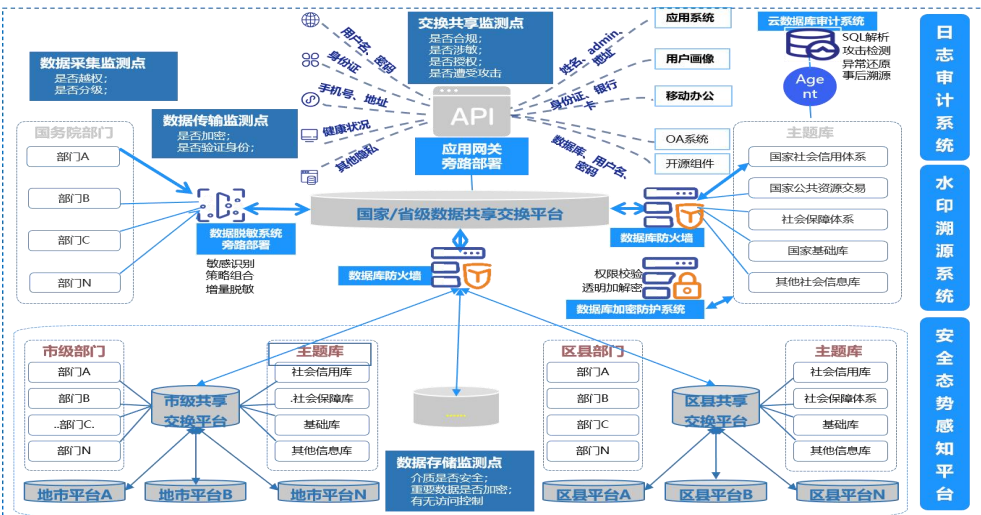 数据采集监测点
是否越权;
是否分级;
数据传输监测点
是否加密;
是否验证身份;
交换共享监测点
是否合规;
是否涉敏;
是否授权;
是否遭受攻击
用户名、密码
身份证
手机号、地址
健康状况
其他隐私
API
应用网关
旁路部署
姓名、admin,
地址
身份证、银行
卡
数据库、用户名,
密码
应用系统
用户画像
移动办公
OA系统
开源组件
云数据库审计系统
SQL解析
攻击检测
异常还原
事后溯源
Age
nt
国务院部门
部门A
部门B
部门C
部门N
数据脱敏系统
旁路部署
敏感识别
策略组合
增量脱敏
国家/省级数据共享交换平台
数据库防火墙
数据库防火墙
权限校验
透明加解密
数据库加密防护系统
主题库
国家社会信用体系
国家公共资源交易
社会保障体系
国家基础库
其他社会信息库
市级部门
部门A
部门B
..部门C.
部门N
市级共享
交换平台
主题库
社会信用库
.社会保障库
基础库
其他信息库
地市平台A
地市平台B
地市平台N
......
数据存储监测点
介质是否安全;
重要数据是否加密;
有无访问控制
区县部门
部门A
部门B
部门C
部门N
区县共享
交换平台
主题库
社会信用库
社会保障体系
基础库
其他信息库
区县平台A
区县平台B
区县平台N
日志审计系统
水印溯源系统
安全态势感知平台